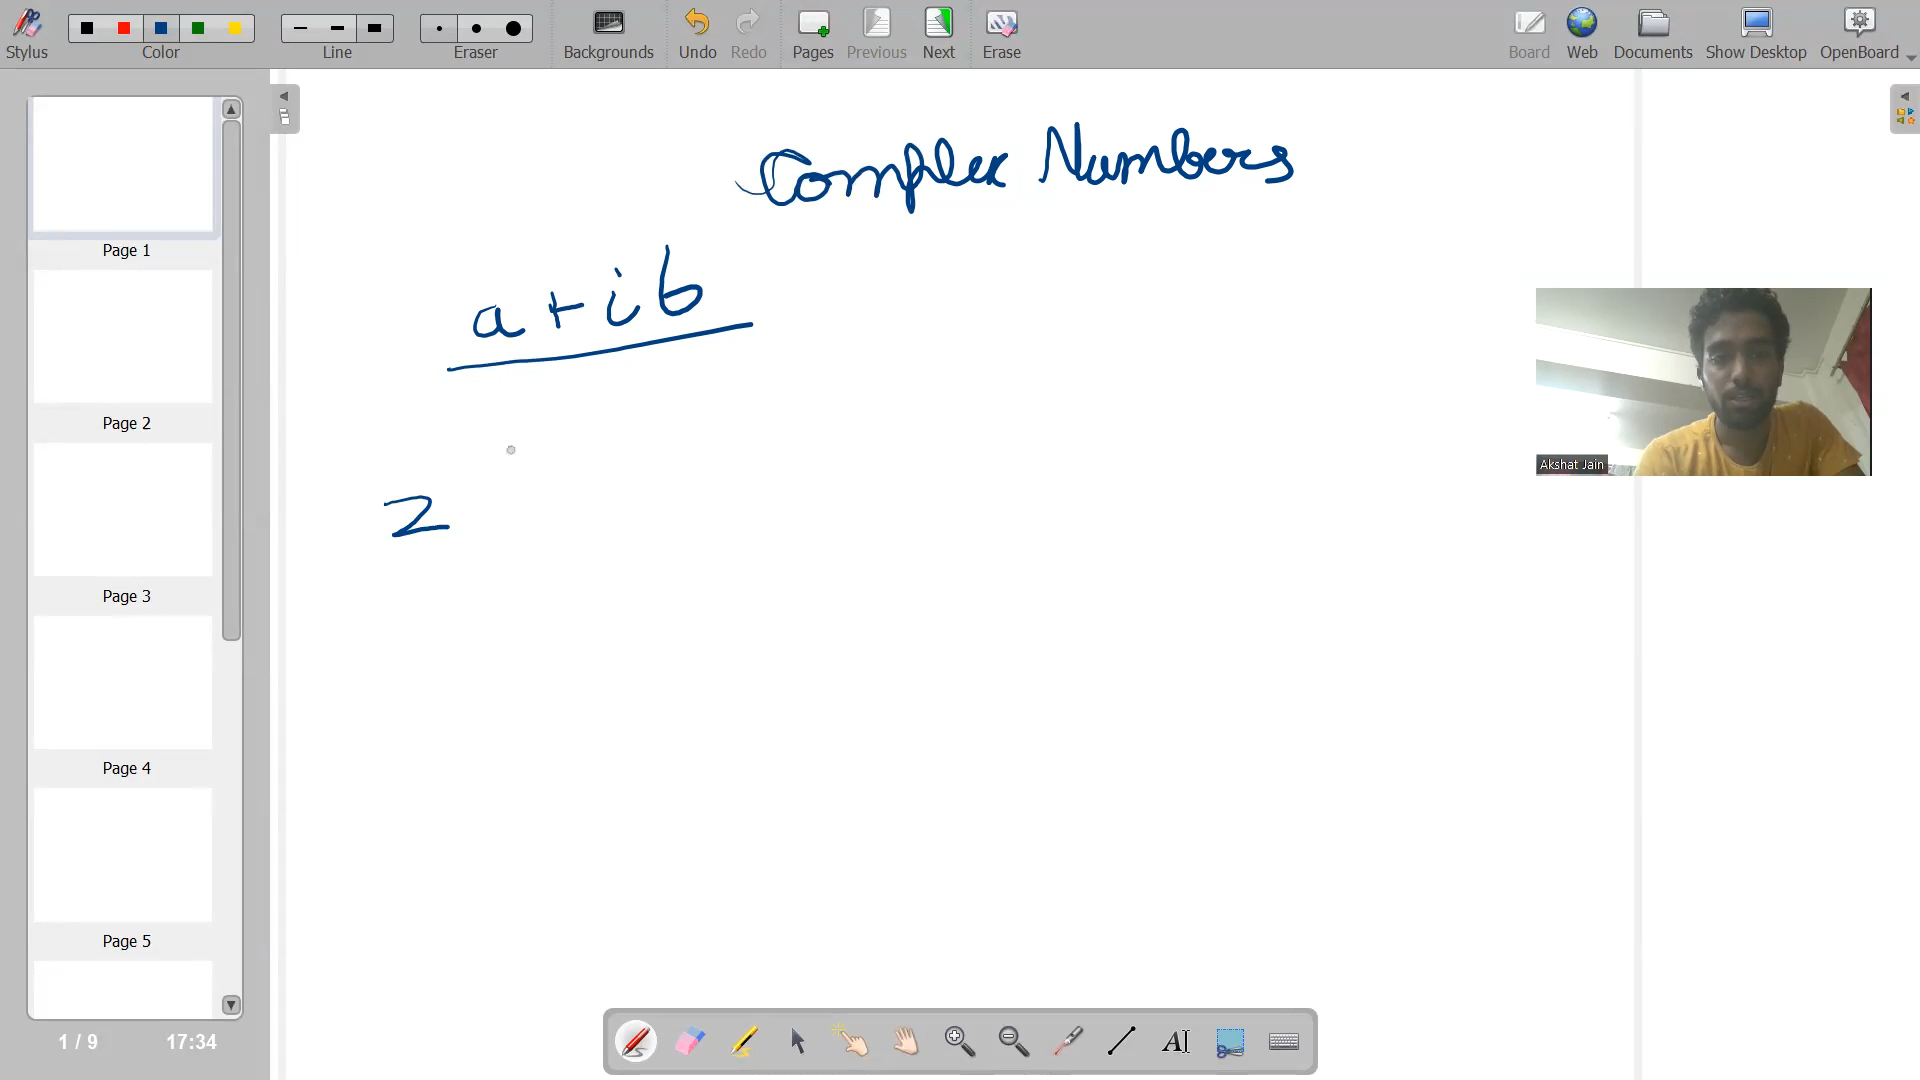 Stylus
Color
Line
Eraser
Backgrounds
Undo
Redo
Pages
Previous
Next
Erase
Board
Web
Documents
Show Desktop
OpenBoard
Page 1
Page 2
Page 3
Page 4
Page 5
1 / 9
17:34
Complex Numbers
a+ib
z
Akshat Jain
AI